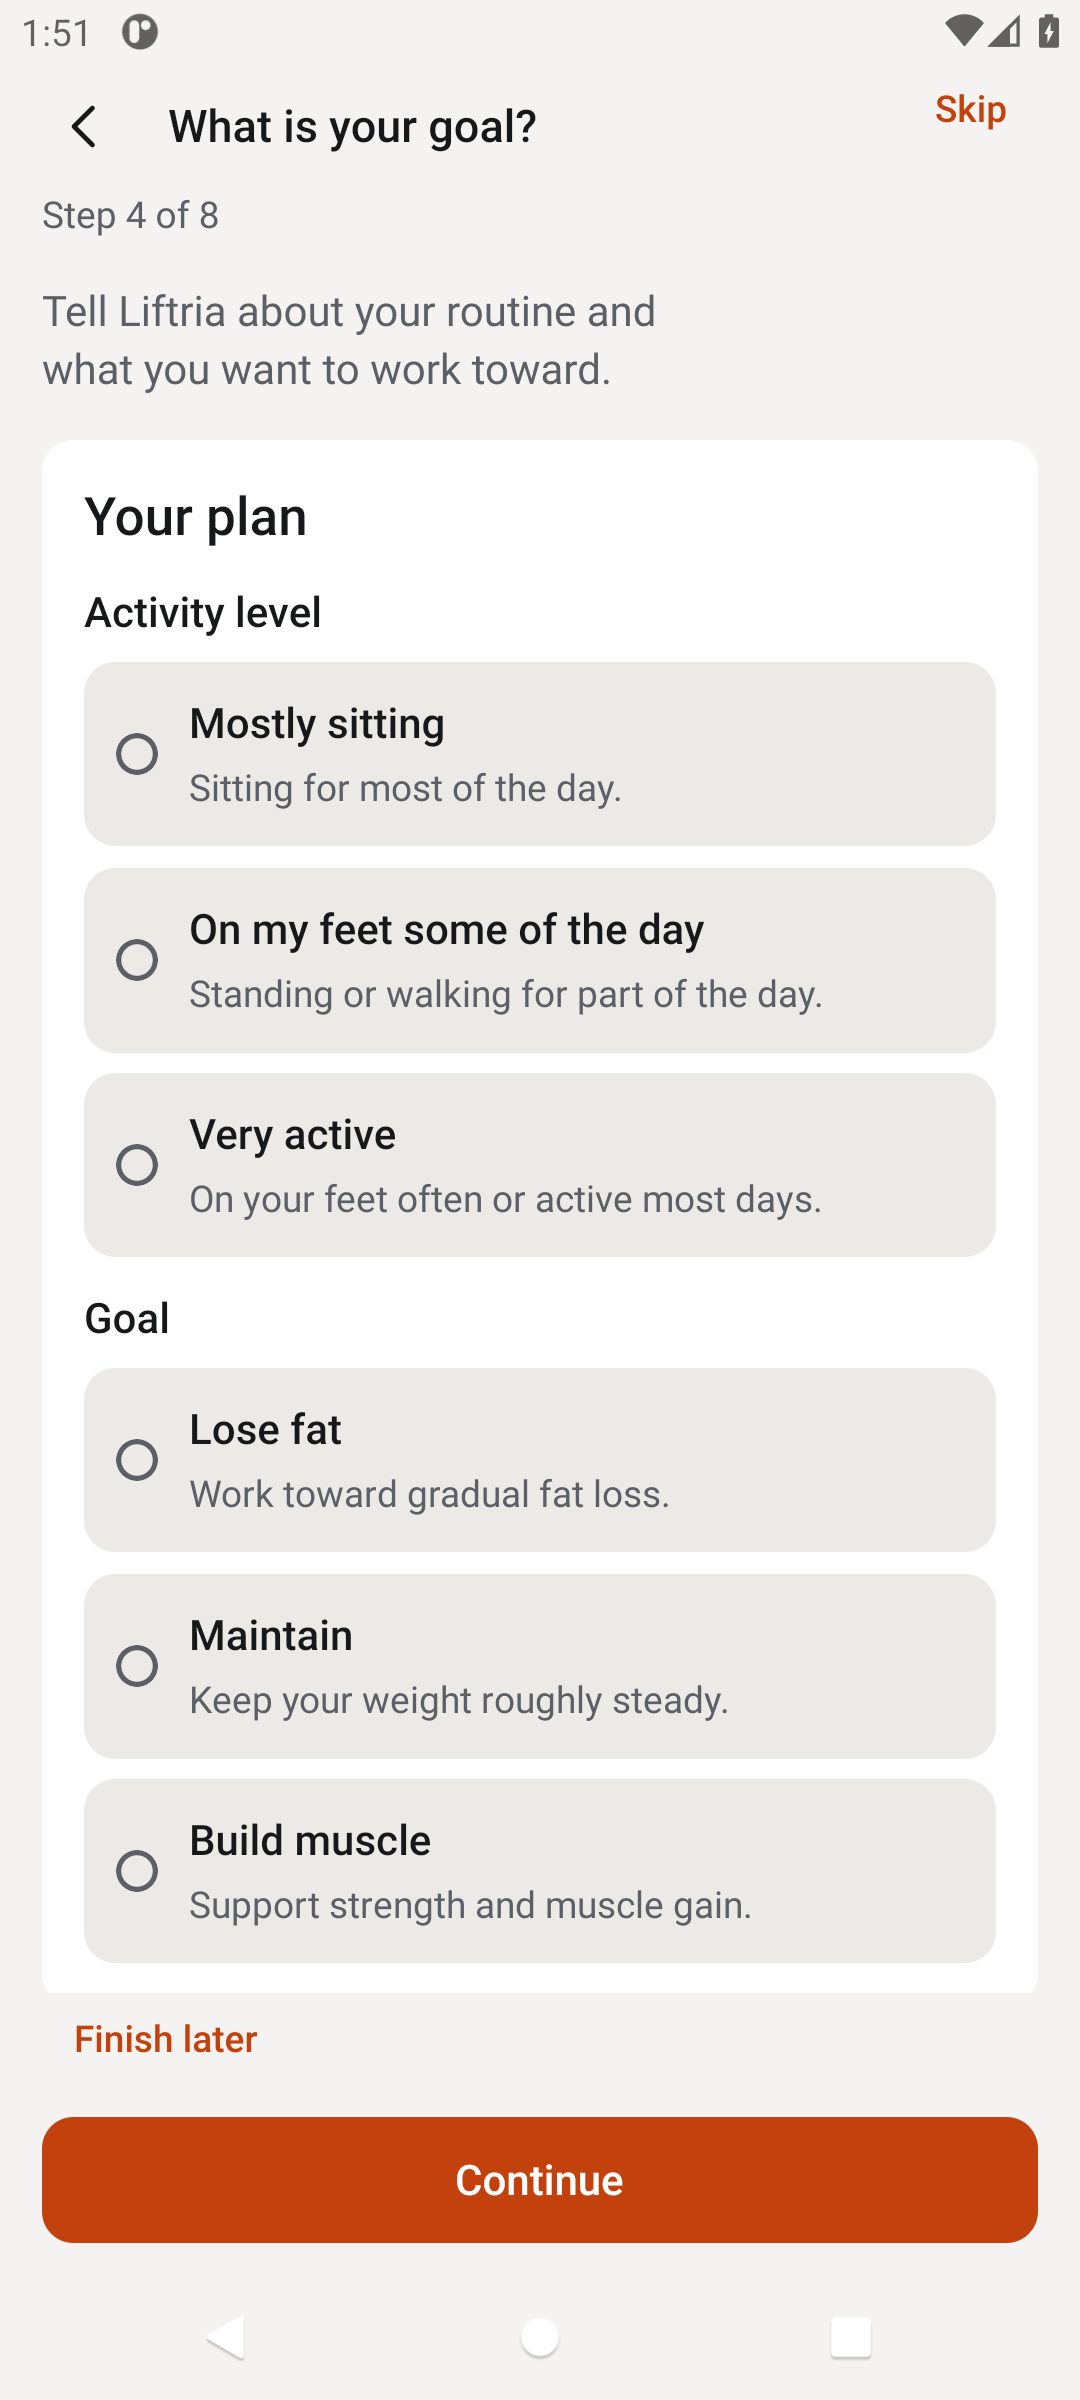 1:51
What is your goal?
Skip
Step 4 of 8
Tell Liftria about your routine and
what you want to work toward.
Your plan
Activity level
Mostly sitting
Sitting for most of the day.
On my feet some of the day
Standing or walking for part of the day.
Very active
On your feet often or active most days.
Goal
Lose fat
Work toward gradual fat loss.
Maintain
Keep your weight roughly steady.
Build muscle
Support strength and muscle gain.
Finish later
Continue